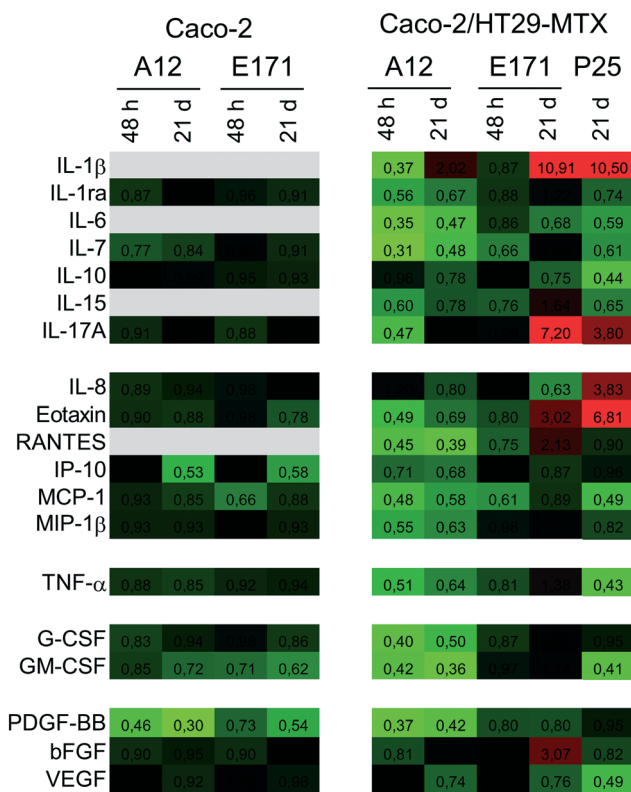 Caco-2 Caco-2/HT29-MTX
A12 E171 A12 E171 P25
48 h 21 d 48 h 21 d 48 h 21 d 48 h 21 d 21 d
IL-1β 0,37 2,02 0,87 10,91 10,50
IL-1ra 0,87 0,96 0,91 0,56 0,67 0,88 0,74
IL-6 0,35 0,47 0,86 0,68 0,59
IL-7 0,77 0,84 0,91 0,31 0,48 0,66 0,61
IL-10 0,95 0,93 0,96 0,78 0,75 0,44
IL-15 0,60 0,78 0,76 1,64 0,65
IL-17A 0,91 0,88 0,47 7,20 3,80
IL-8 0,89 0,94 0,98 0,80 0,63 3,83
Eotaxin 0,90 0,88 0,98 0,78 0,49 0,69 0,80 3,02 6,81
RANTES 0,45 0,39 0,75 2,13 0,90
IP-10 0,53 0,58 0,71 0,68 0,87 0,96
MCP-1 0,93 0,85 0,66 0,88 0,48 0,58 0,61 0,89 0,49
MIP-1β 0,93 0,93 0,93 0,55 0,63 0,98 0,82
TNF-α 0,88 0,85 0,92 0,94 0,51 0,64 0,81 1,38 0,43
G-CSF 0,83 0,94 0,86 0,40 0,50 0,87 0,95
GM-CSF 0,85 0,72 0,71 0,62 0,42 0,36 0,97 0,41
PDGF-BB 0,46 0,30 0,73 0,54 0,37 0,42 0,80 0,80 0,95
bFGF 0,90 0,95 0,90 0,81 3,07 0,82
VEGF 0,92 0,96 0,74 0,76 0,49